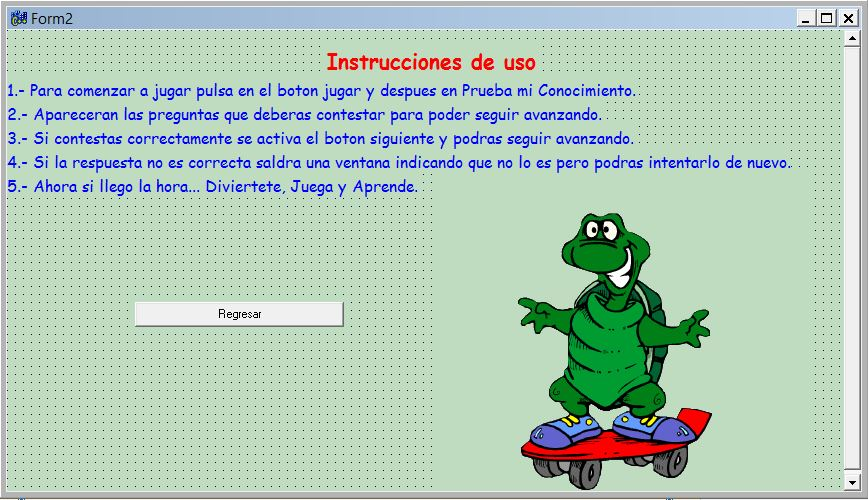 Form2
Instrucciones de uso
1.- Para comenzar a jugar pulsa en el boton jugar y despues en Prueba mi Conocimiento.
2.- Apareceran las preguntas que deberas contestar para poder seguir avanzando.
3.- Si contestas correctamente se activa el boton siguiente y podras seguir avanzando.
4.- Si la respuesta no es correcta saldra una ventana indicando que no lo es pero podras intentarlo de nuevo.
5.- Ahora si llego la hora... Diviertete, Juega y Aprende.
Regresar